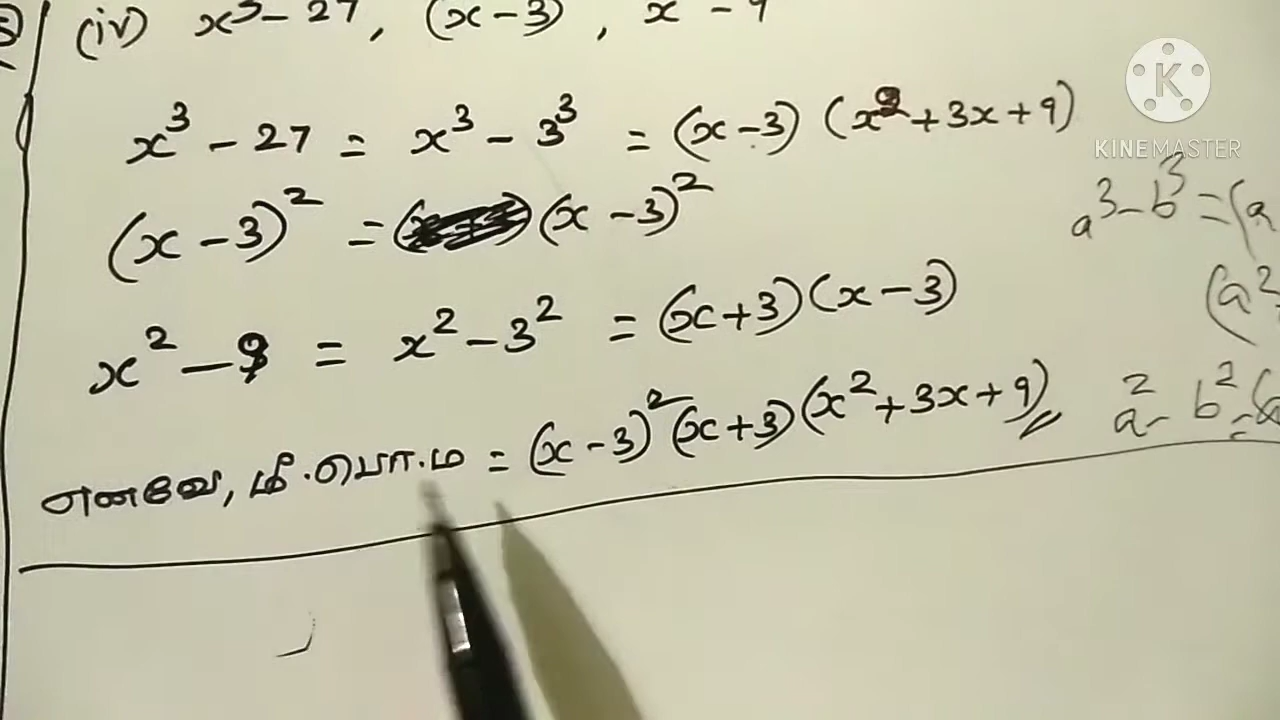 (iv) x³ - 27, (x - 3), x - 9
x³ - 27 = x³ - 3³ = (x - 3) (x² + 3x + 9)
K
KINEMASTER
a³ - b³ = (a
(x - 3)² = (x - 3)²
(a²
x² - 9 = x² - 3² = (x + 3) (x - 3)
a² - b² = (a
எனவே, மீ.பொ.ம = (x - 3)² (x + 3) (x² + 3x + 9)